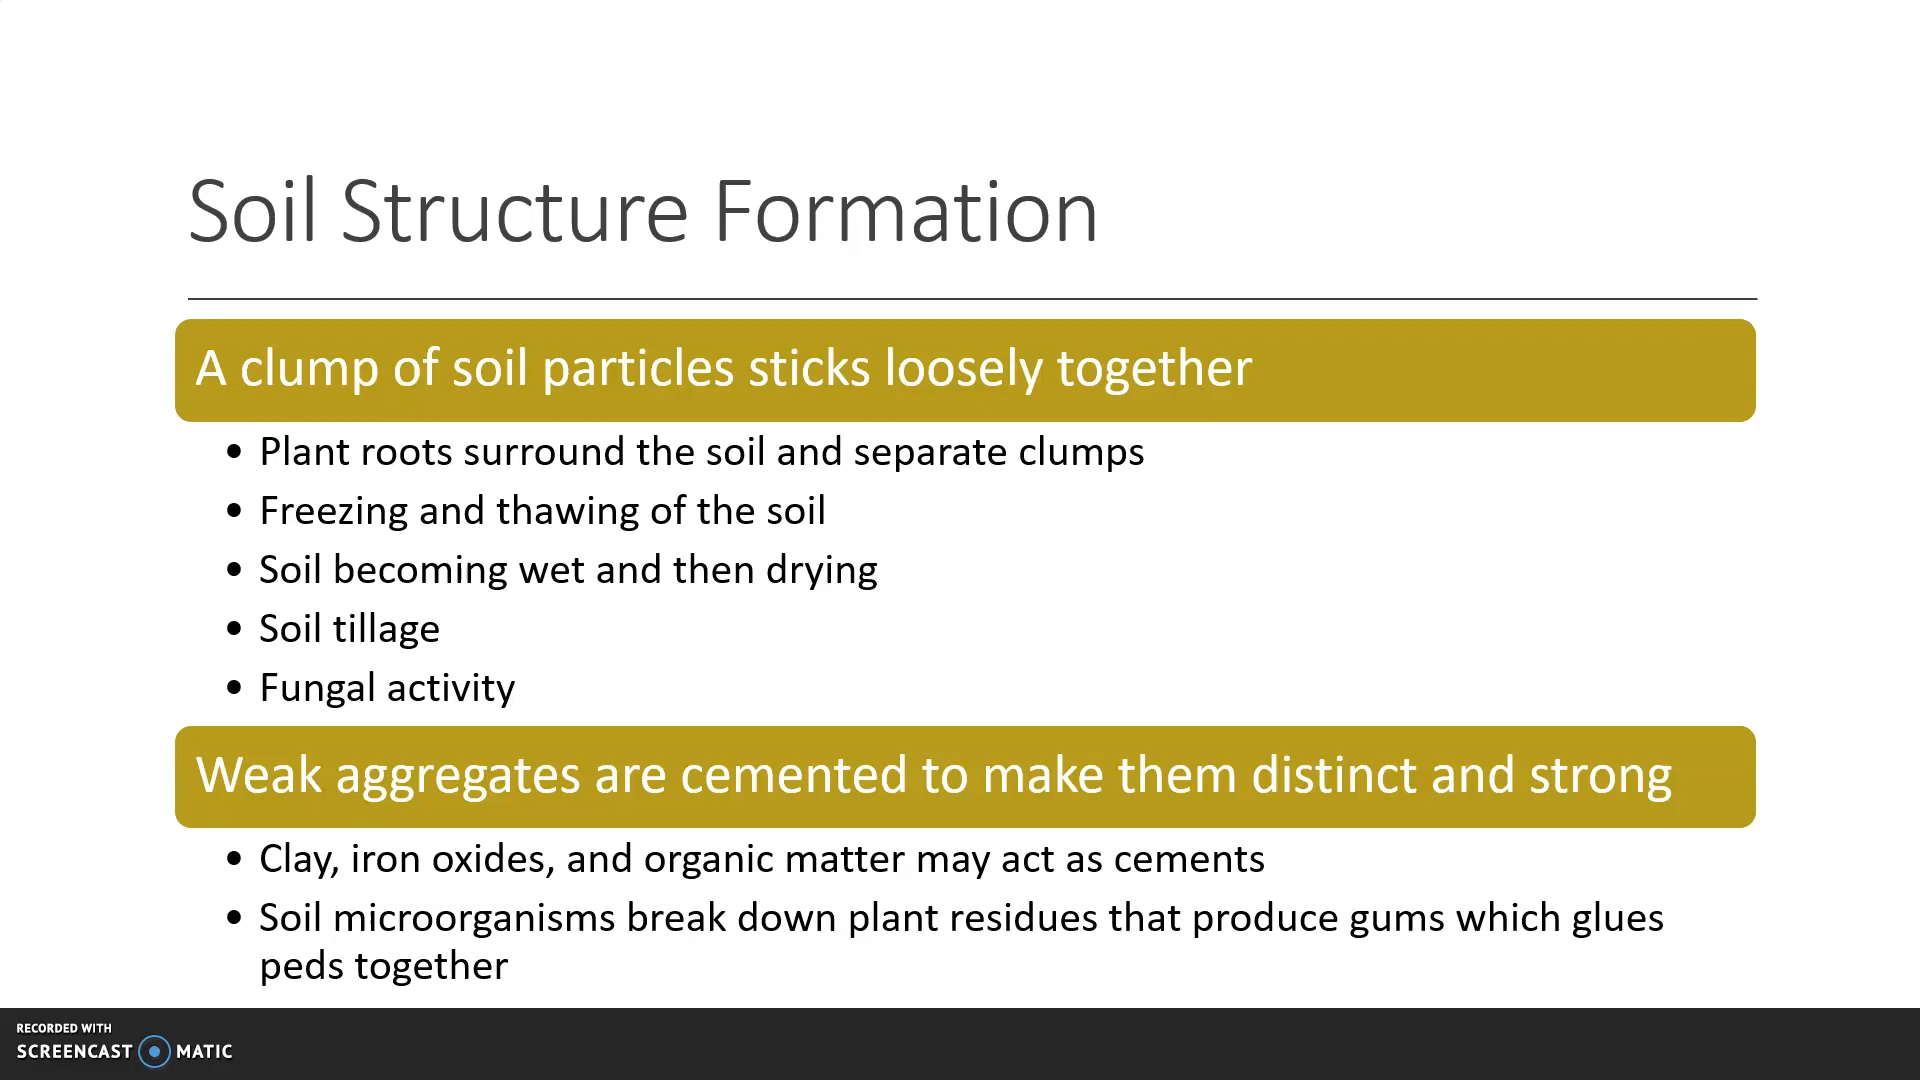 Soil Structure Formation
A clump of soil particles sticks loosely together
• Plant roots surround the soil and separate clumps
• Freezing and thawing of the soil
• Soil becoming wet and then drying
• Soil tillage
• Fungal activity
Weak aggregates are cemented to make them distinct and strong
• Clay, iron oxides, and organic matter may act as cements
• Soil microorganisms break down plant residues that produce gums which glues
peds together
RECORDED WITH
SCREENCAST MATIC